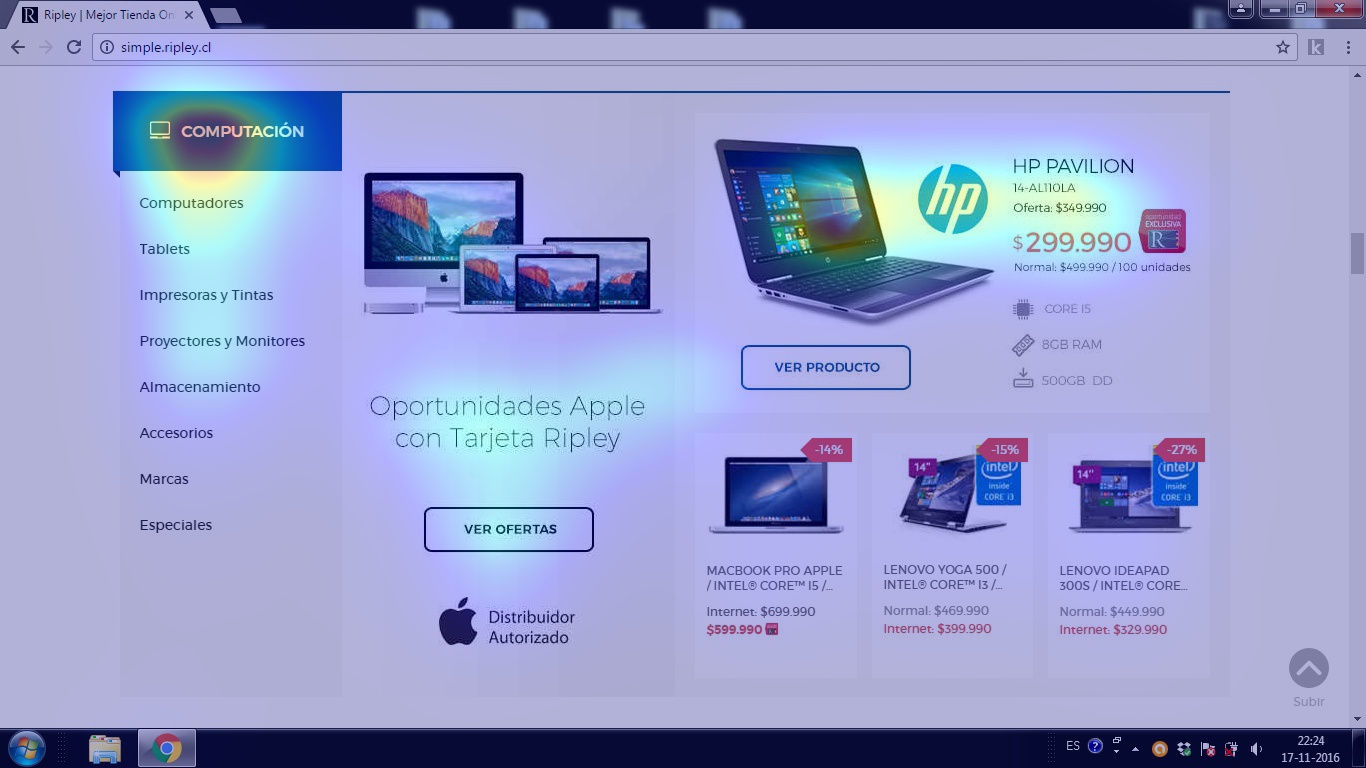 Ripley | Mejor Tienda On
simple.ripley.cl
COMPUTACIÓN
Computadores
Tablets
Impresoras y Tintas
Proyectores y Monitores
Almacenamiento
Accesorios
Marcas
Especiales
Oportunidades Apple
con Tarjeta Ripley
VER OFERTAS
Distribuidor
Autorizado
hp
HP PAVILION
14-AL110LA
Oferta: $349.990
$299.990
oportunidad
EXCLUSIVA
R
Normal: $499.990 / 100 unidades
CORE I5
8GB RAM
500GB DD
VER PRODUCTO
-14%
MACBOOK PRO APPLE
/ INTEL® CORE™ I5 /...
Internet: $699.990
$599.990
-15%
14"
intel
inside
CORE i3
LENOVO YOGA 500 /
INTEL® CORE™ I3 /...
Normal: $469.990
Internet: $399.990
-27%
14"
intel
inside
CORE i3
LENOVO IDEAPAD
300S / INTEL® CORE...
Normal: $449.990
Internet: $329.990
Subir
ES
22:24
17-11-2016